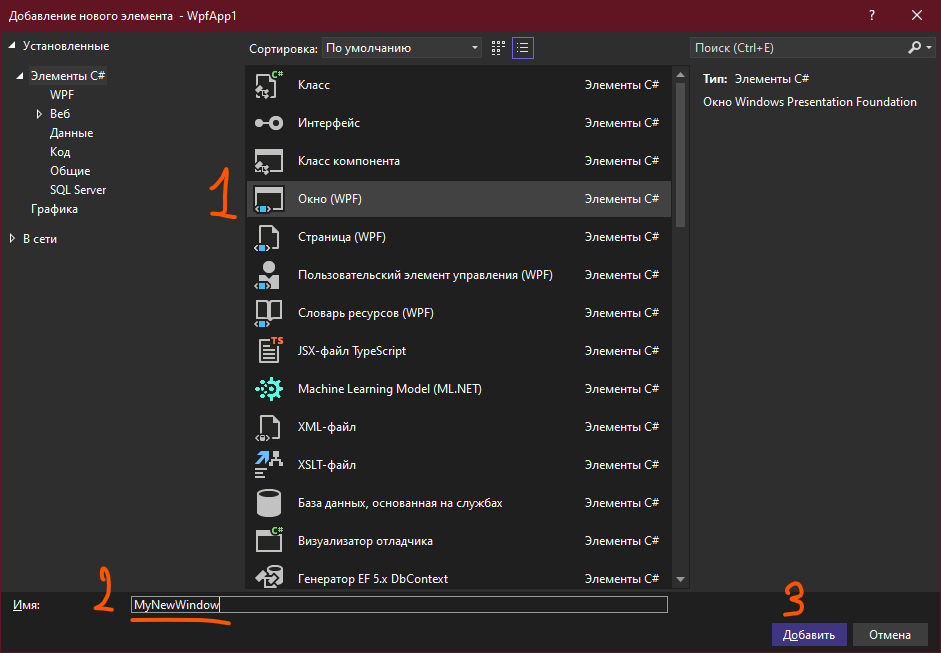 Добавление нового элемента - WpfApp1
? 
Установленные
Сортировка: По умолчанию
Поиск (Ctrl+E)
Элементы C#
WPF
Веб
Данные
Код
Общие
SQL Server
Графика
В сети
1
Класс Элементы C#
Интерфейс Элементы C#
Класс компонента Элементы C#
Окно (WPF) Элементы C#
Страница (WPF) Элементы C#
Пользовательский элемент управления (WPF) Элементы C#
Словарь ресурсов (WPF) Элементы C#
TS
JSX-файл TypeScript Элементы C#
Machine Learning Model (ML.NET) Элементы C#
XML-файл Элементы C#
XSLT-файл Элементы C#
База данных, основанная на службах Элементы C#
C#
Визуализатор отладчика Элементы C#
Генератор EF 5.x DbContext Элементы C#
Тип: Элементы C#
Окно Windows Presentation Foundation
Имя: 2 MyNewWindow
3
Добавить Отмена